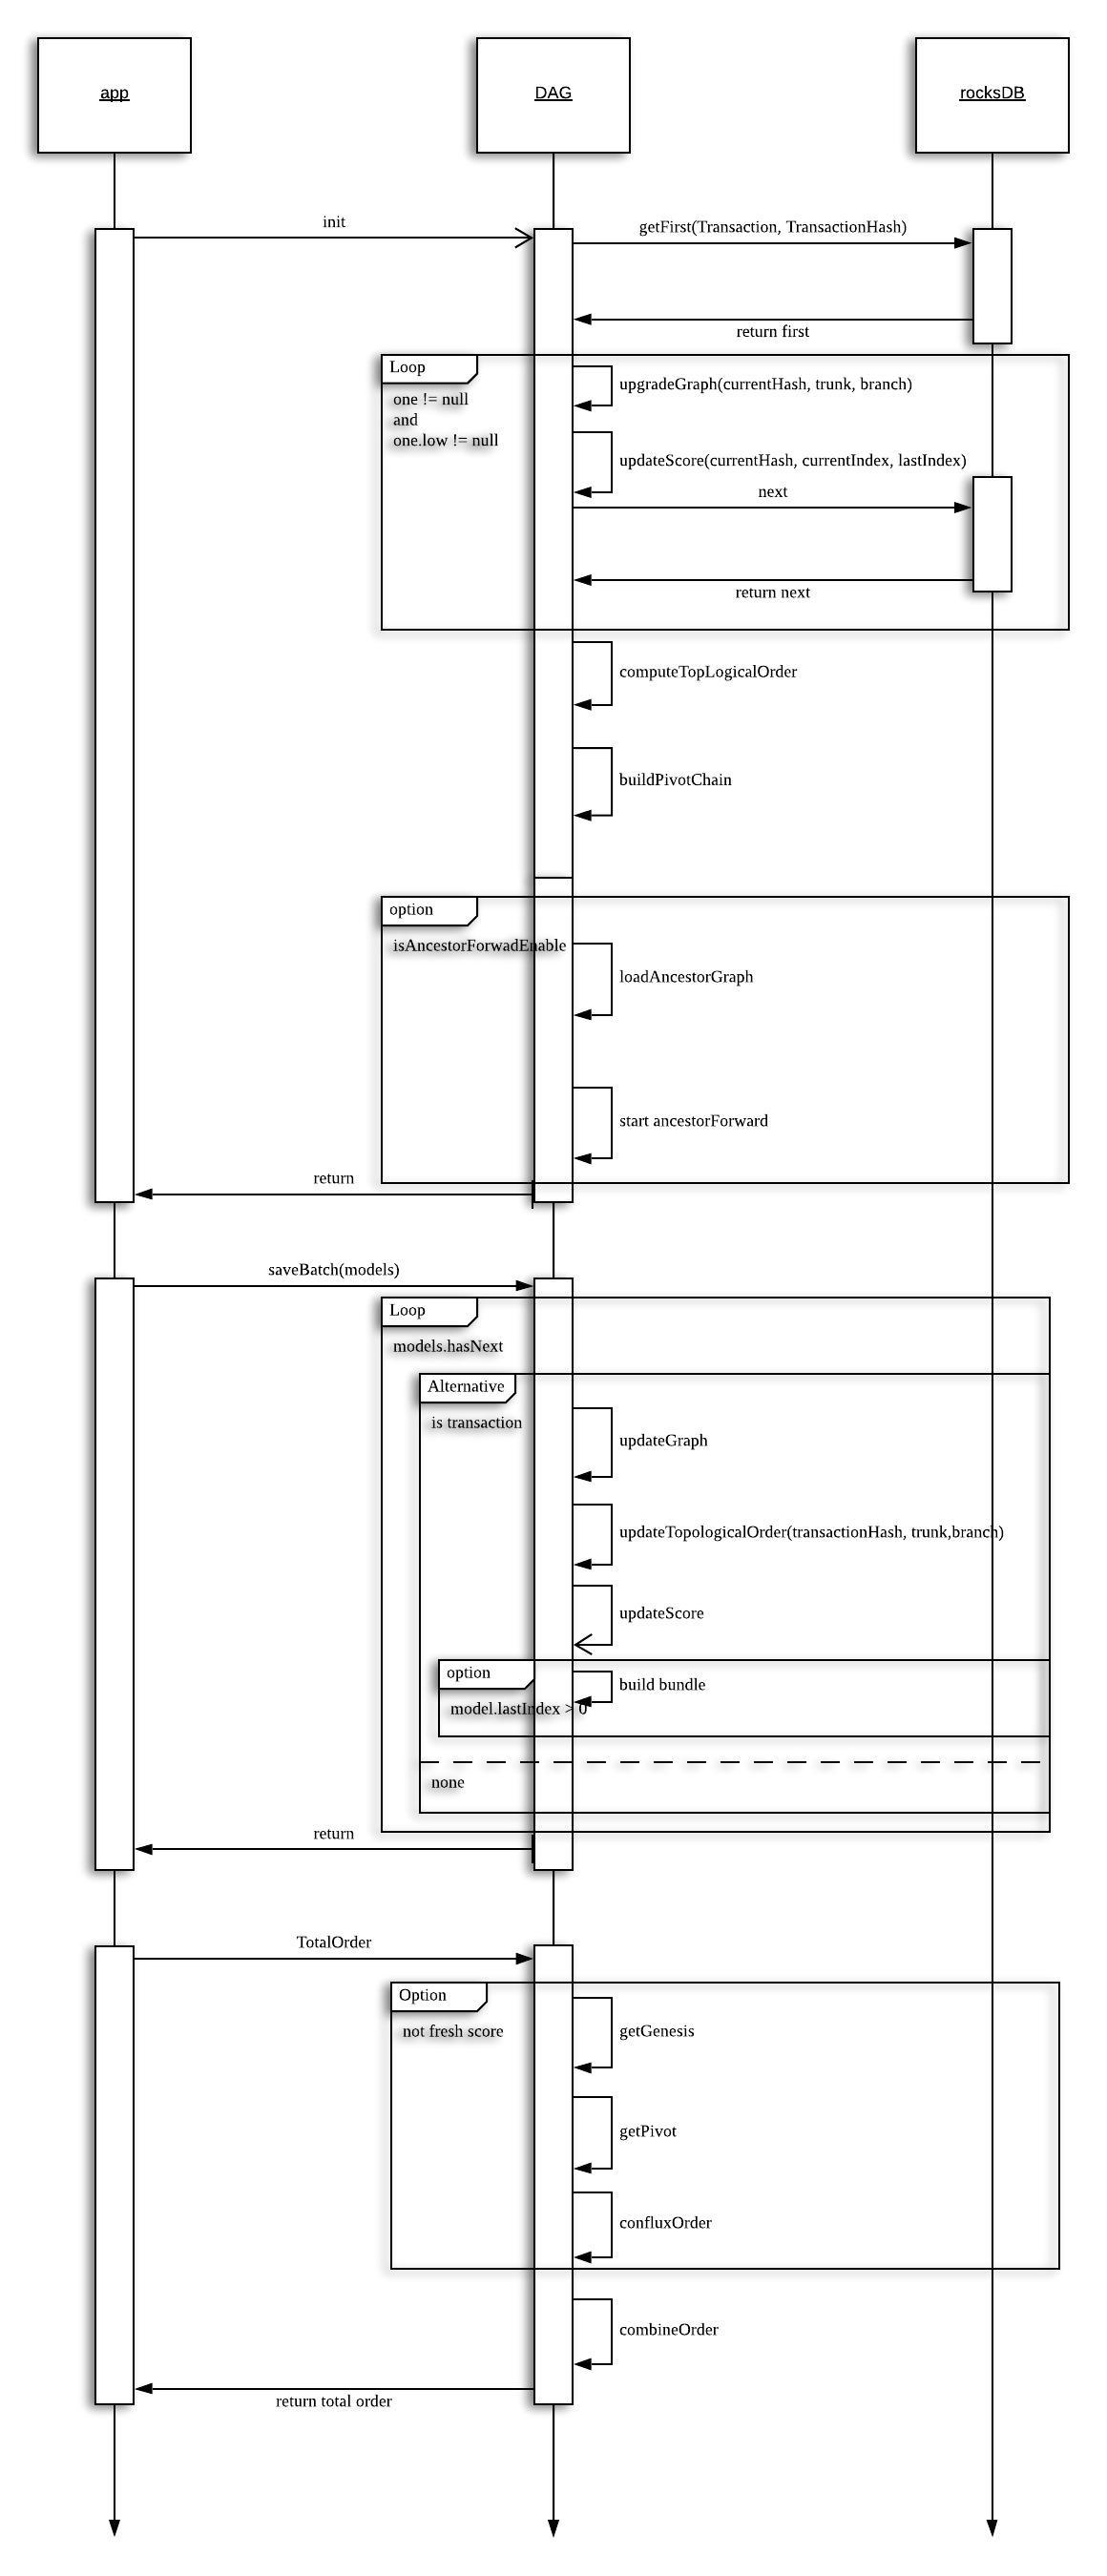 app
DAG
rocksDB
init
getFirst(Transaction, TransactionHash)
return first
Loop
one != null
and
one.low != null
upgradeGraph(currentHash, trunk, branch)
updateScore(currentHash, currentIndex, lastIndex)
next
return next
computeTopLogicalOrder
buildPivotChain
option
isAncestorForwadEnable
loadAncestorGraph
start ancestorForward
return
saveBatch(models)
Loop
models.hasNext
Alternative
is transaction
updateGraph
updateTopologicalOrder(transactionHash, trunk,branch)
updateScore
option
build bundle
model.lastIndex > 0
none
return
TotalOrder
Option
not fresh score
getGenesis
getPivot
confluxOrder
combineOrder
return total order